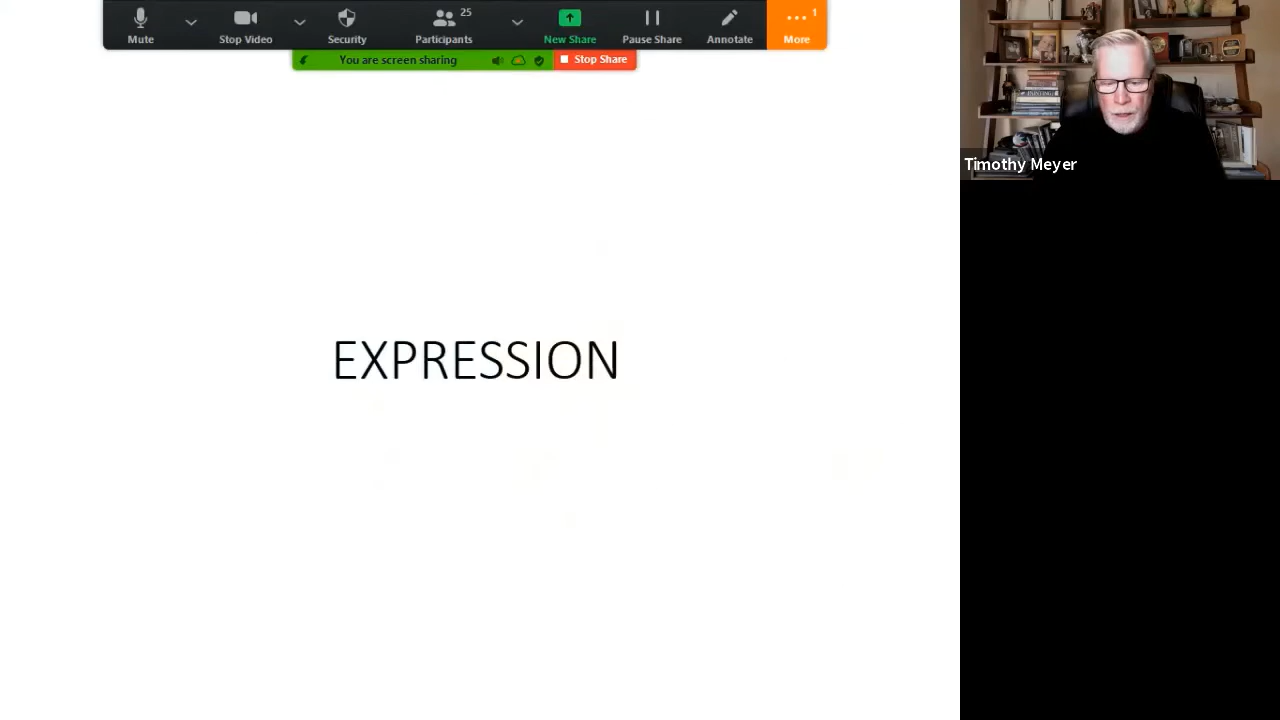 25
1
Mute
Stop Video
Security
Participants
New Share
Pause Share
Annotate
More
You are screen sharing
Stop Share
Timothy Meyer
EXPRESSION